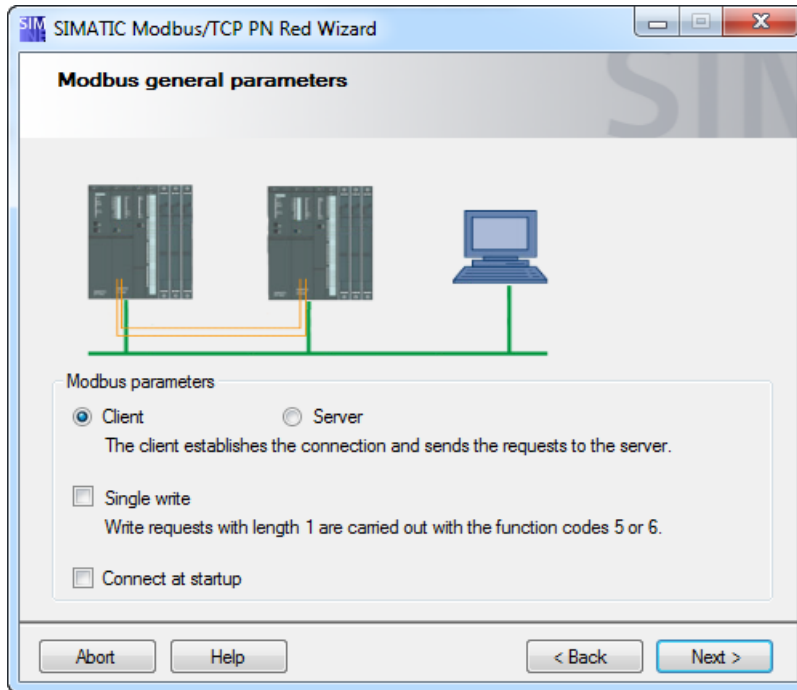 SIM
SIMATIC Modbus/TCP PN Red Wizard
Modbus general parameters
SIM
Modbus parameters
Client
Server
The client establishes the connection and sends the requests to the server.
Single write
Write requests with length 1 are carried out with the function codes 5 or 6.
Connect at startup
Abort
Help
< Back
Next >